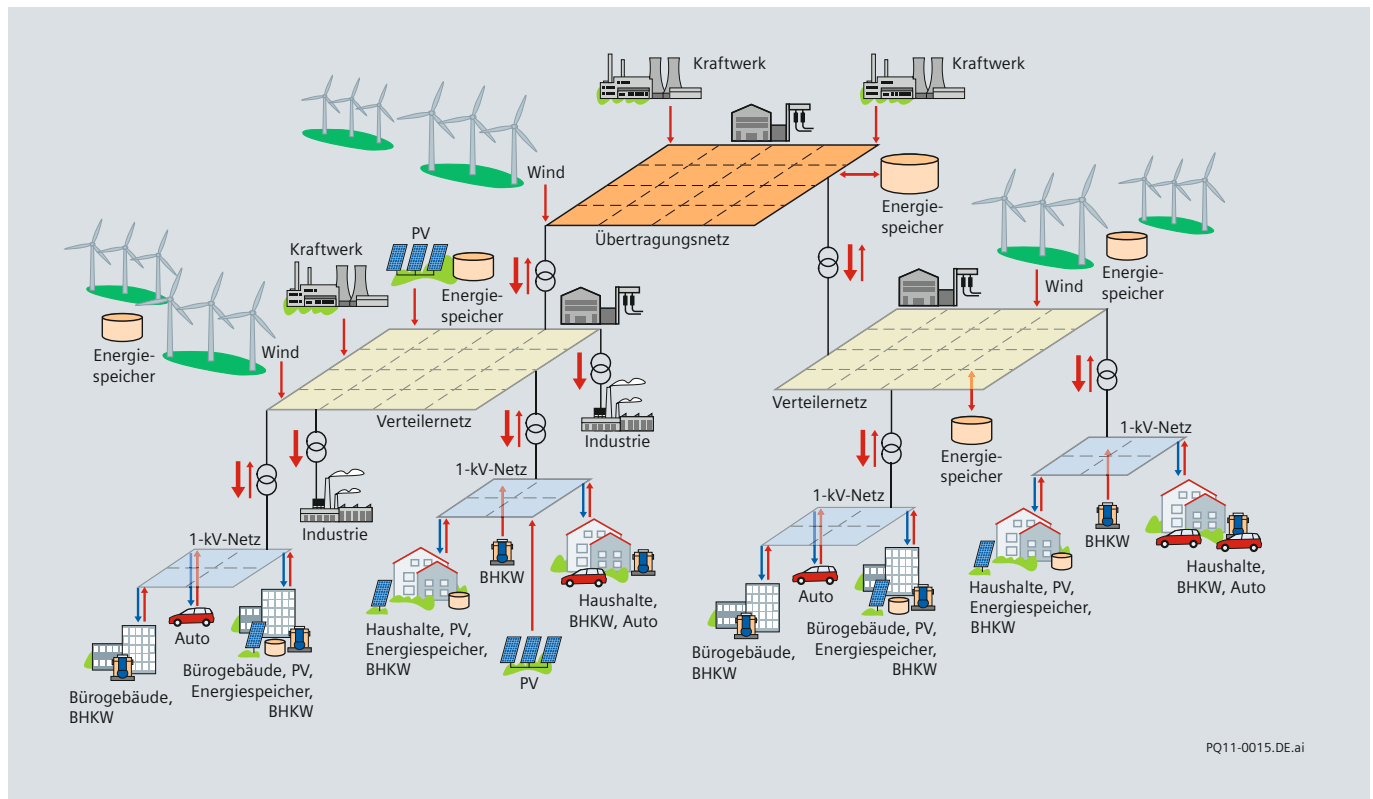 Kraftwerk
Kraftwerk
Wind
Energie-
speicher
Übertragungsnetz
Kraftwerk
PV
Energie-
speicher
Wind
Energie-
speicher
Energie-
speicher
Wind
Verteilernetz
Industrie
Verteilernetz
Energie-
speicher
1-kV-Netz
1-kV-Netz
1-kV-Netz
Industrie
1-kV-Netz
BHKW
BHKW
Haushalte,
BHKW, Auto
Haushalte, PV,
Energiespeicher,
BHKW
Auto
Haushalte,
BHKW, Auto
Haushalte, PV,
Energiespeicher,
BHKW
Auto
Bürogebäude, PV,
Energiespeicher,
BHKW
Bürogebäude,
BHKW
PV
Bürogebäude, PV,
Energiespeicher,
BHKW
Bürogebäude,
BHKW
PQ11-0015.DE.ai